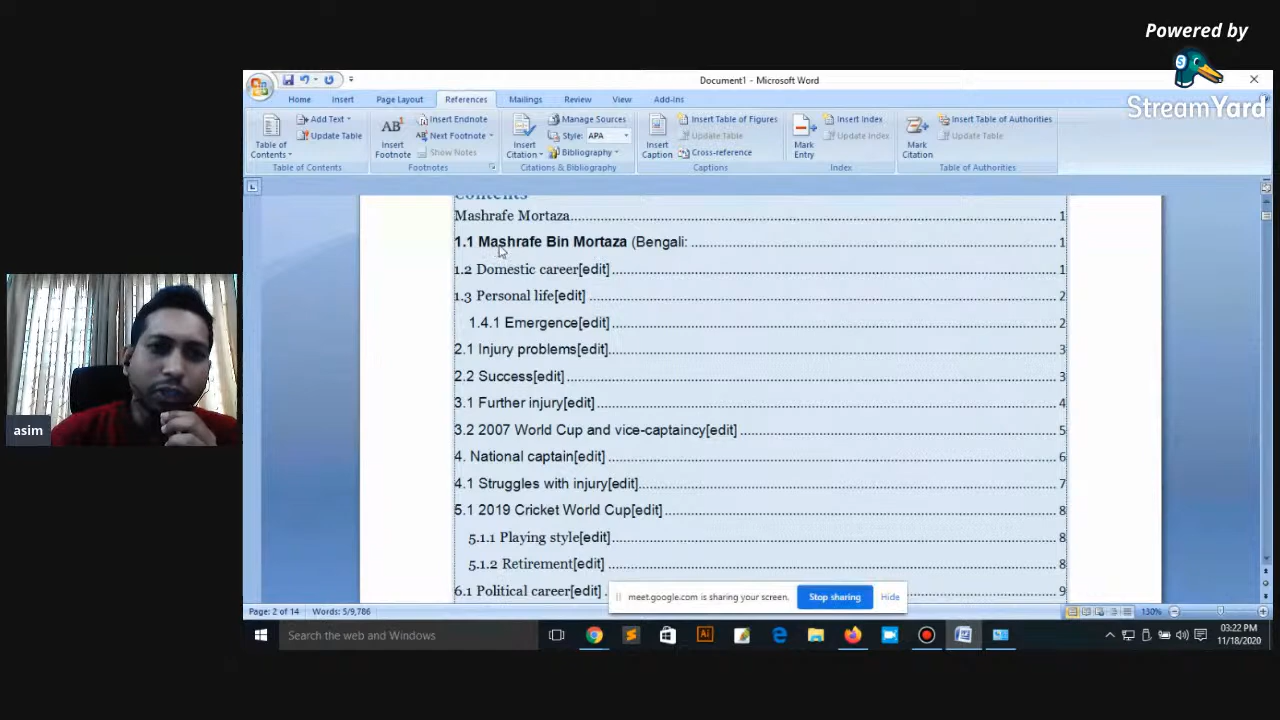 Powered by
StreamYard
Document1 - Microsoft Word
Home Insert Page Layout References Mailings Review View Add-Ins
Table of Contents
Add Text
Update Table
Table of Contents
AB1
Insert Footnote
Insert Endnote
Next Footnote
Show Notes
Footnotes
Insert Citation
Manage Sources
Style: APA
Bibliography
Citations & Bibliography
Insert Caption
Insert Table of Figures
Update Table
Cross-reference
Captions
Mark Entry
Insert Index
Update Index
Index
Mark Citation
Insert Table of Authorities
Update Table
Table of Authorities
Contents
Mashrafe Mortaza 1
1.1 Mashrafe Bin Mortaza (Bengali: 1
1.2 Domestic career[edit] 1
1.3 Personal life[edit] 2
1.4.1 Emergence[edit] 2
2.1 Injury problems[edit] 3
2.2 Success[edit] 3
3.1 Further injury[edit] 4
3.2 2007 World Cup and vice-captaincy[edit] 5
4. National captain[edit] 6
4.1 Struggles with injury[edit] 7
5.1 2019 Cricket World Cup[edit] 8
5.1.1 Playing style[edit] 8
5.1.2 Retirement[edit] 8
6.1 Political career[edit] 9
asim
meet.google.com is sharing your screen. Stop sharing Hide
Page: 2 of 14 Words: 5/9,786 130%
Search the web and Windows
Ai
03:22 PM
11/18/2020